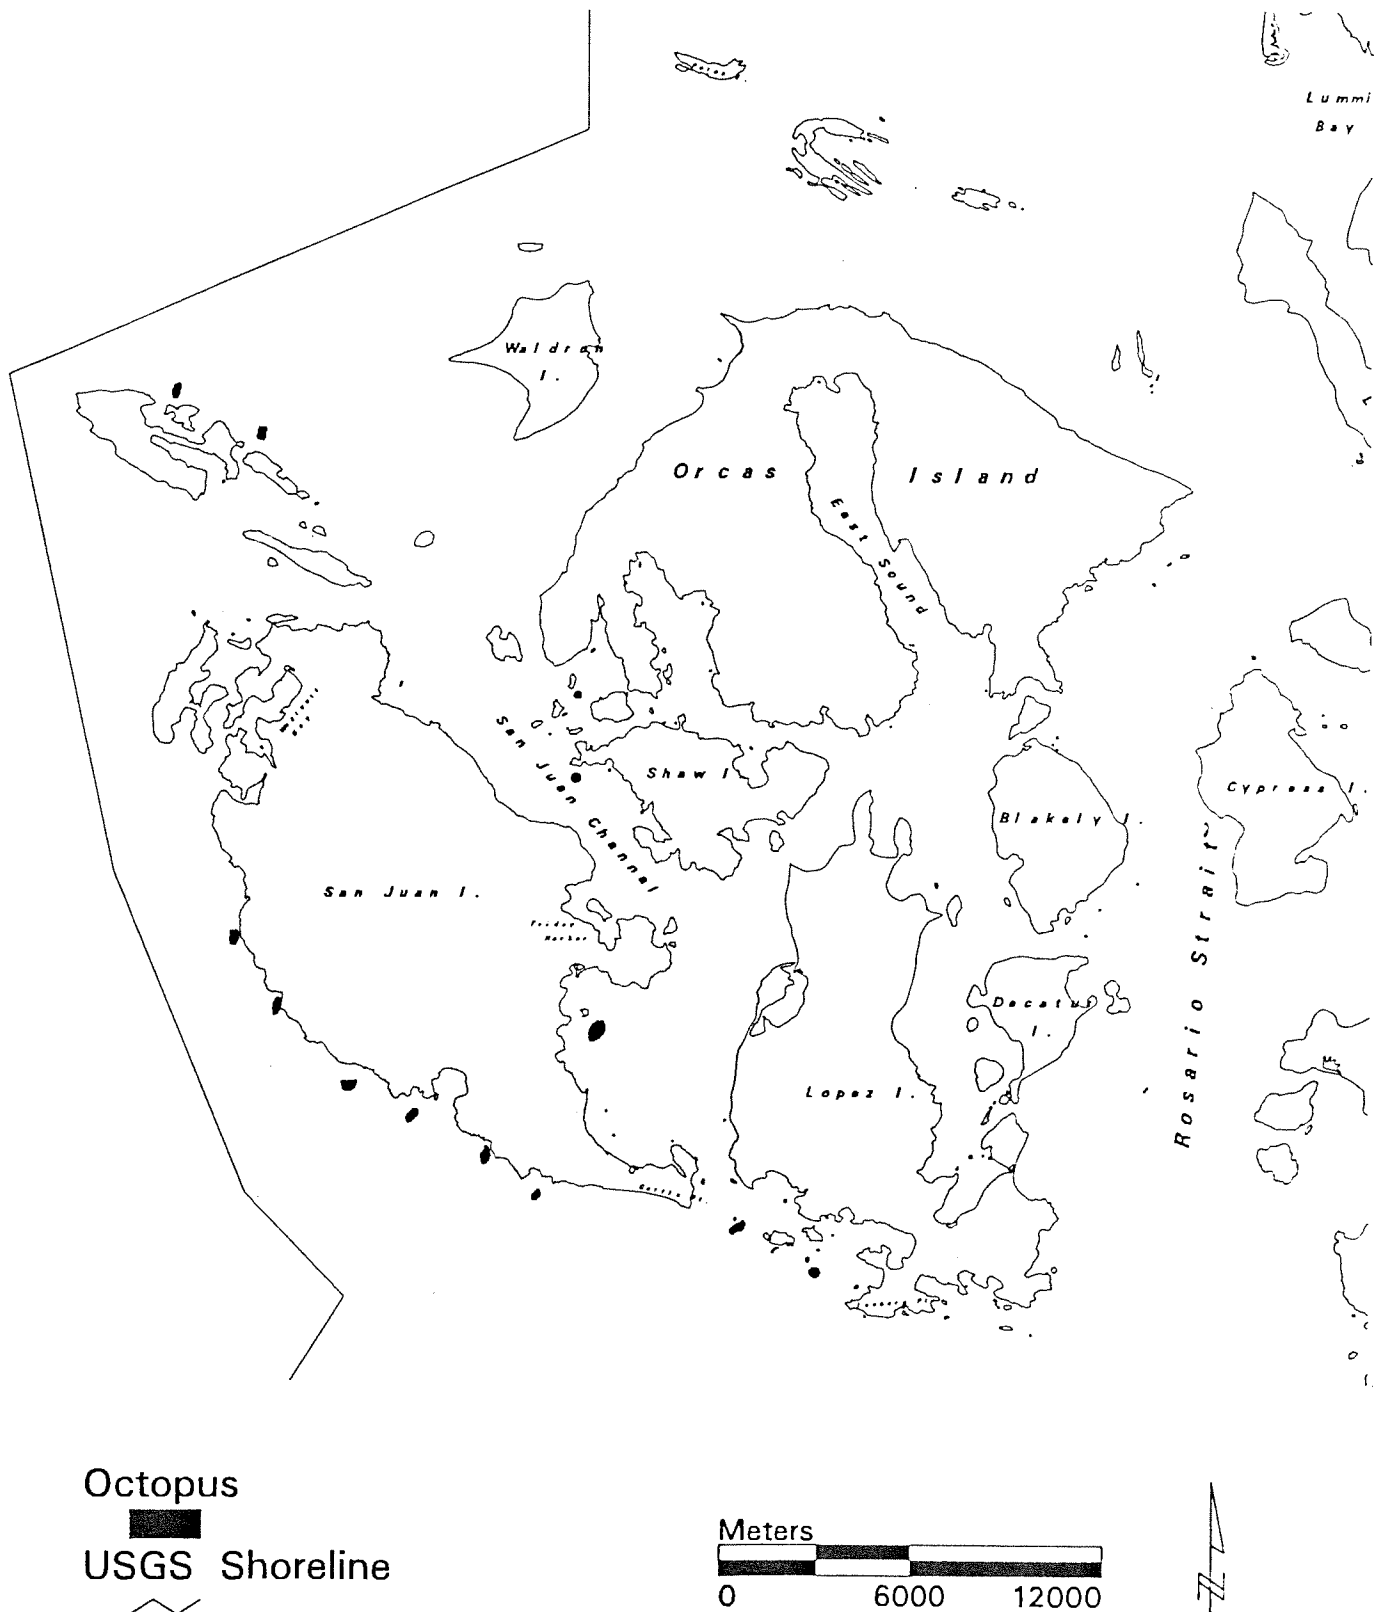 Lummi
Bay
Waldron
I.
Orcas Island
East Sound
San Juan Channel
Shaw I.
Cypress I.
Blakely I.
San Juan I.
Rosario Strait
Decatur
I.
Lopez I.
Octopus
USGS Shoreline
Meters
0 6000 12000